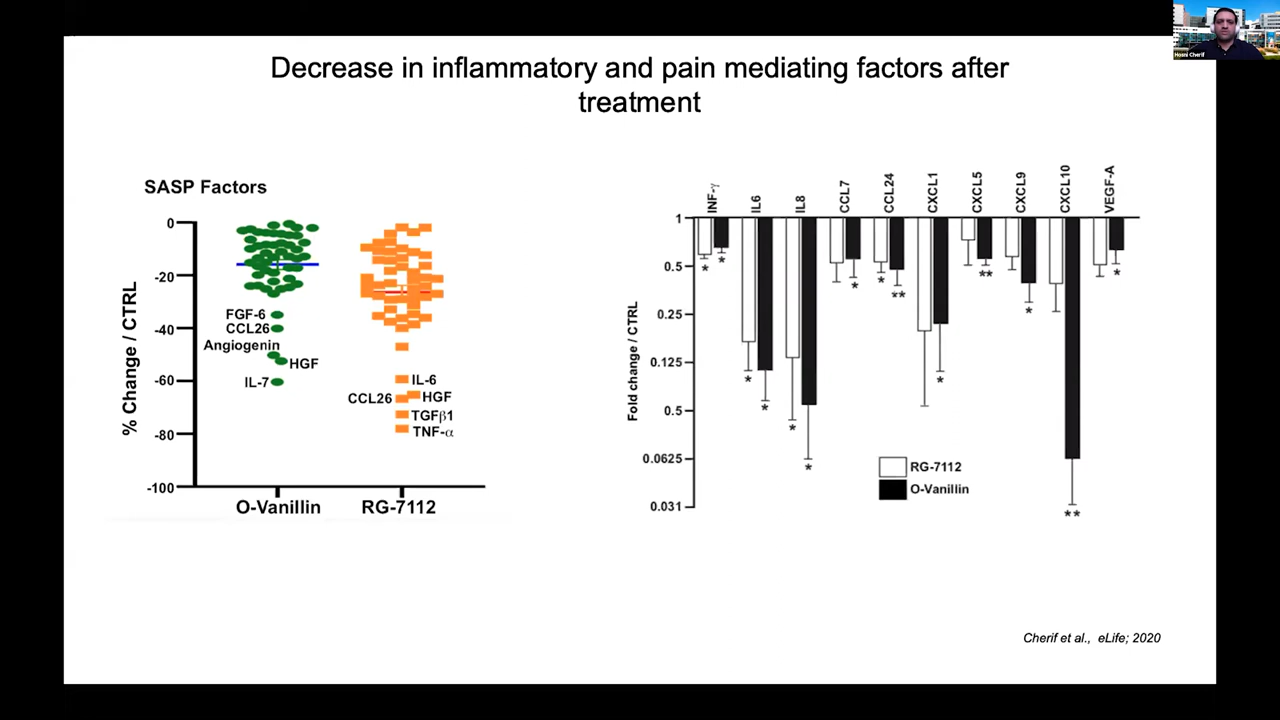 Hosni Cherif
Decrease in inflammatory and pain mediating factors after
treatment
SASP Factors
% Change / CTRL
0
-20
-40
-60
-80
-100
FGF-6
CCL26
Angiogenin
HGF
IL-7
IL-6
CCL26
HGF
TGFβ1
TNF-α
O-Vanillin
RG-7112
INF-γ
IL6
IL8
CCL7
CCL24
CXCL1
CXCL5
CXCL9
CXCL10
VEGF-A
Fold change / CTRL
1
0.5
0.25
0.125
0.5
0.0625
0.031
* * * * * * * * ** * ** * ** *
RG-7112
O-Vanillin
Cherif et al., eLife; 2020